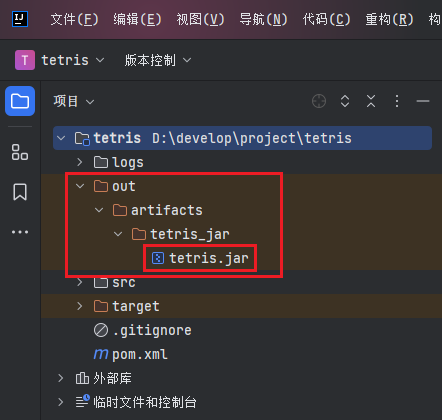 IJ 文件(F) 编辑(E) 视图(V) 导航(N) 代码(C) 重构(R)
T tetris 版本控制
项目
tetris D:\develop\project\tetris
logs
out
artifacts
tetris_jar
tetris.jar
src
target
.gitignore
m pom.xml
外部库
临时文件和控制台